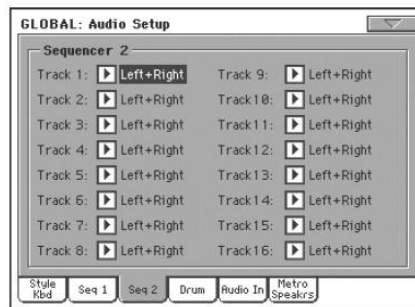 GLOBAL: Audio Setup
Sequencer 2
Track 1: Left+Right Track 9: Left+Right
Track 2: Left+Right Track10: Left+Right
Track 3: Left+Right Track11: Left+Right
Track 4: Left+Right Track12: Left+Right
Track 5: Left+Right Track13: Left+Right
Track 6: Left+Right Track14: Left+Right
Track 7: Left+Right Track15: Left+Right
Track 8: Left+Right Track16: Left+Right
Style Kbd Seq 1 Seq 2 Drum Audio In Metro Speakrs